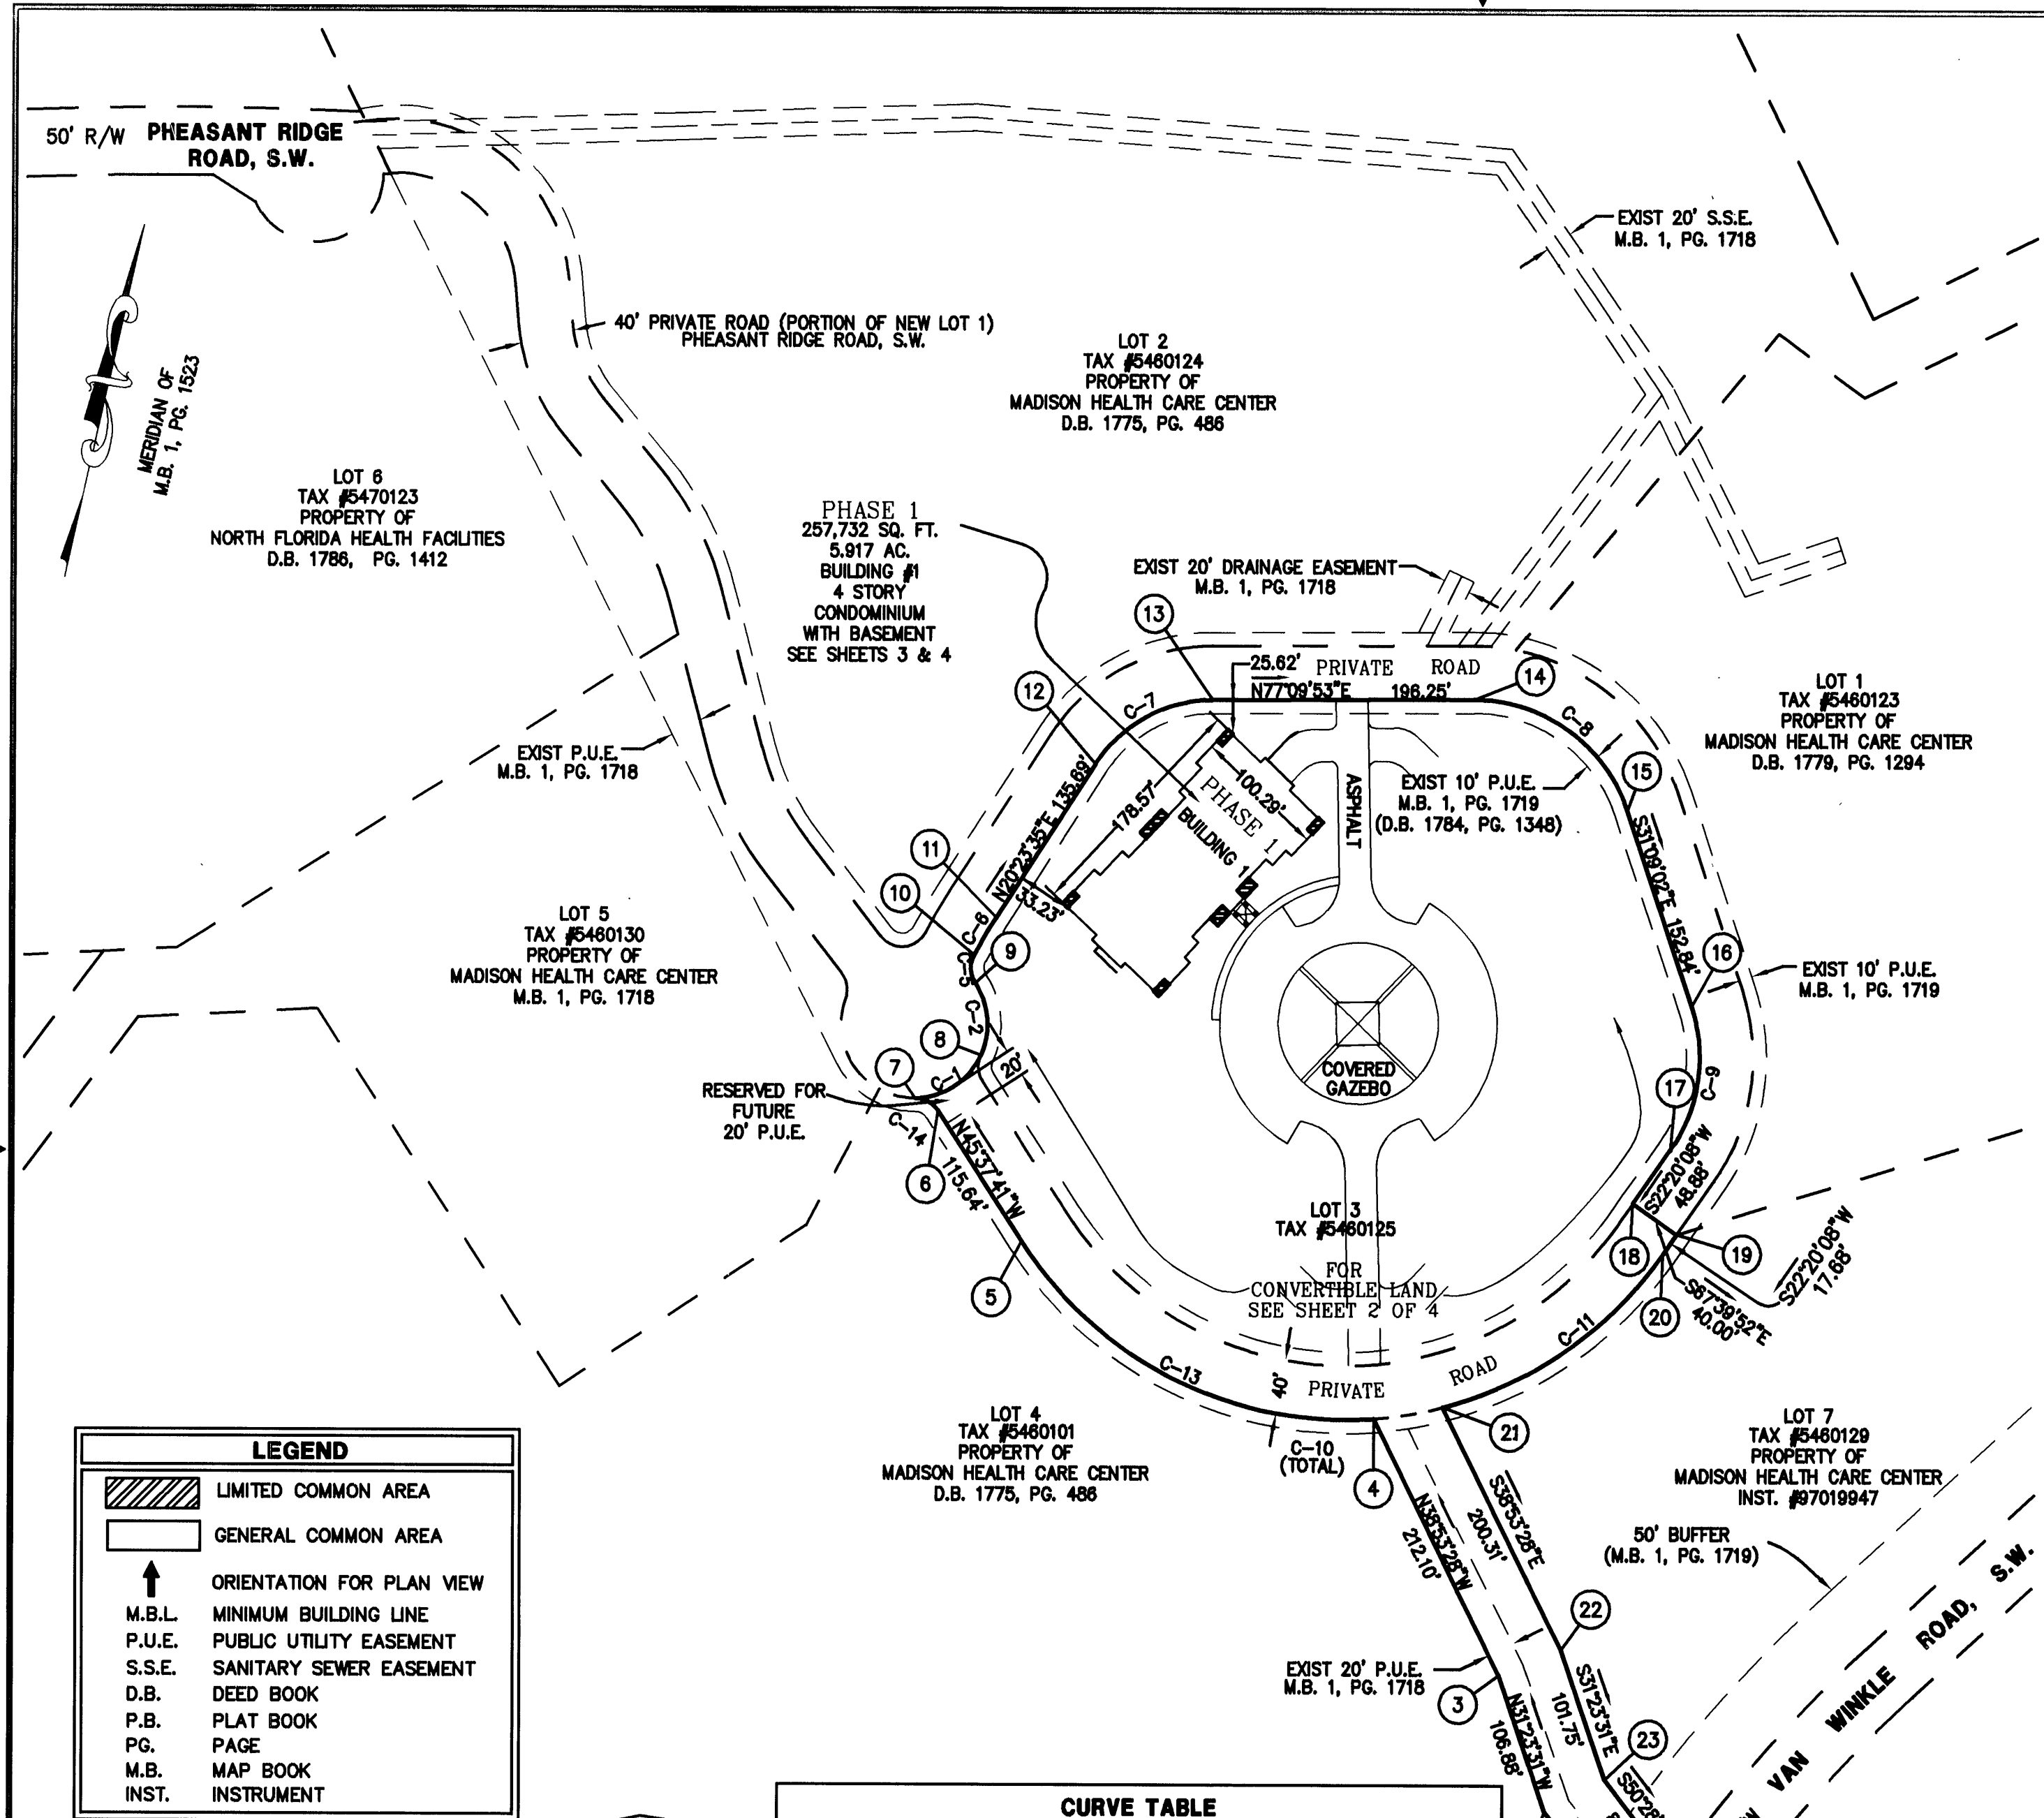 50' R/W PHEASANT RIDGE
ROAD, S.W.
MERIDIAN OF
M.B. 1, PG. 1523
EXIST 20' S.S.E.
M.B. 1, PG. 1718
40' PRIVATE ROAD (PORTION OF NEW LOT 1)
PHEASANT RIDGE ROAD, S.W.
LOT 2
TAX #5460124
PROPERTY OF
MADISON HEALTH CARE CENTER
D.B. 1775, PG. 486
LOT 6
TAX #5470123
PROPERTY OF
NORTH FLORIDA HEALTH FACILITIES
D.B. 1786, PG. 1412
PHASE 1
257,732 SQ. FT.
5.917 AC.
BUILDING #1
4 STORY
CONDOMINIUM
WITH BASEMENT
SEE SHEETS 3 & 4
EXIST 20' DRAINAGE EASEMENT
M.B. 1, PG. 1718
13
25.62'
PRIVATE ROAD
N77°09'53"E 196.25'
14
12
C-7
C-8
15
LOT 1
TAX #5460123
PROPERTY OF
MADISON HEALTH CARE CENTER
D.B. 1779, PG. 1294
EXIST P.U.E.
M.B. 1, PG. 1718
N20°23'35"E 135.69'
178.57'
100.29'
PHASE 1
BUILDING 1
ASPHALT
EXIST 10' P.U.E.
M.B. 1, PG. 1719
(D.B. 1784, PG. 1348)
S31°09'02"E 152.84'
11
10
33.23'
C-6
9
C-5
C-2
16
EXIST 10' P.U.E.
M.B. 1, PG. 1719
LOT 5
TAX #5460130
PROPERTY OF
MADISON HEALTH CARE CENTER
M.B. 1, PG. 1718
8
7
C-1
20'
COVERED
GAZEBO
17
C-9
RESERVED FOR
FUTURE
20' P.U.E.
C-14
N45°37'41"W
115.64'
6
5
S22°20'08"W
48.88'
18
19
S22°20'08"W
17.68'
S67°39'52"E
40.00'
20
LOT 3
TAX #5460125
FOR
CONVERTIBLE LAND
SEE SHEET 2 OF 4
C-11
C-13
40'
PRIVATE ROAD
C-10
(TOTAL)
4
21
LOT 4
TAX #5460101
PROPERTY OF
MADISON HEALTH CARE CENTER
D.B. 1775, PG. 486
LOT 7
TAX #5460129
PROPERTY OF
MADISON HEALTH CARE CENTER
INST. #97019947
50' BUFFER
(M.B. 1, PG. 1719)
N38°53'28"W
212.10'
S38°53'28"E
200.31'
22
EXIST 20' P.U.E.
M.B. 1, PG. 1718
3
N31°23'31"W
106.88'
S31°23'31"E
101.75'
23
VAN WINKLE ROAD, S.W.
LEGEND
LIMITED COMMON AREA
GENERAL COMMON AREA
ORIENTATION FOR PLAN VIEW
M.B.L. MINIMUM BUILDING LINE
P.U.E. PUBLIC UTILITY EASEMENT
S.S.E. SANITARY SEWER EASEMENT
D.B. DEED BOOK
P.B. PLAT BOOK
PG. PAGE
M.B. MAP BOOK
INST. INSTRUMENT
CURVE TABLE